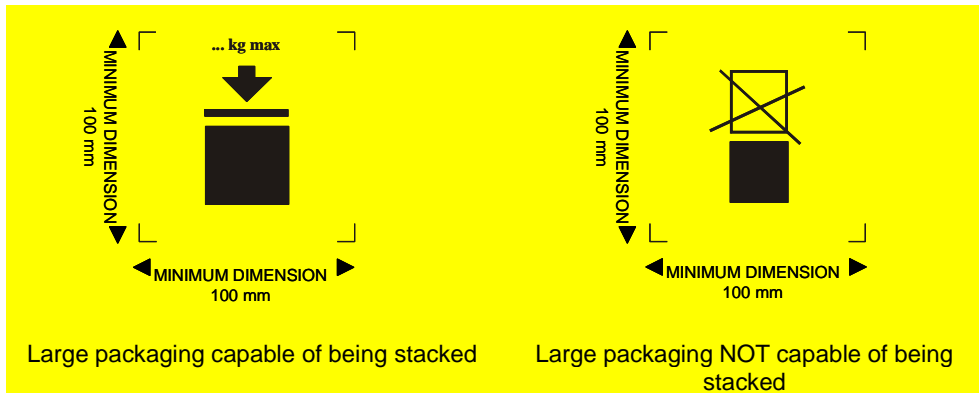 ... kg max
MINIMUM DIMENSION
100 mm
MINIMUM DIMENSION
100 mm
Large packaging capable of being stacked
MINIMUM DIMENSION
100 mm
MINIMUM DIMENSION
100 mm
Large packaging NOT capable of being
stacked